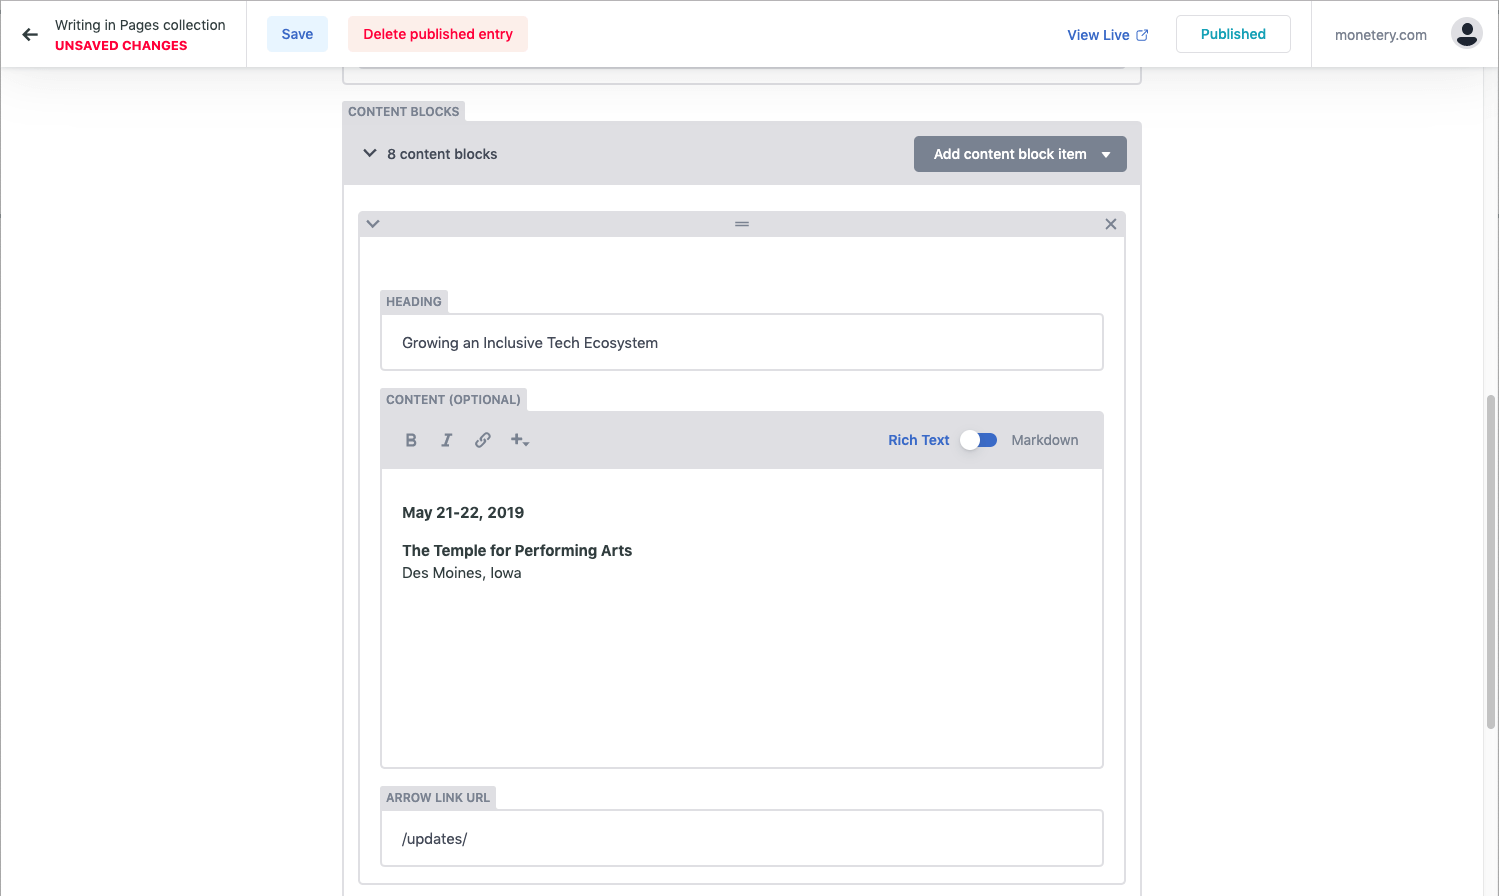 Writing in Pages collection
UNSAVED CHANGES
Save
Delete published entry
View Live
Published
monetery.com
CONTENT BLOCKS
8 content blocks
Add content block item
HEADING
Growing an Inclusive Tech Ecosystem
CONTENT (OPTIONAL)
B I
Rich Text
Markdown
May 21-22, 2019
The Temple for Performing Arts
Des Moines, Iowa
ARROW LINK URL
/updates/